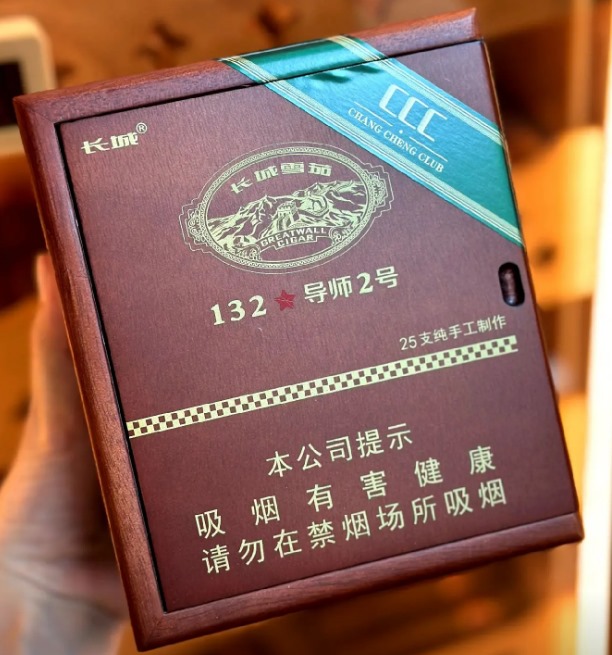 长城®
CCC
CHANG CHENG CLUB
长城雪茄
GREATWALL
CIGAR
132★导师2号
25支纯手工制作
本公司提示
吸烟有害健康
请勿在禁烟场所吸烟